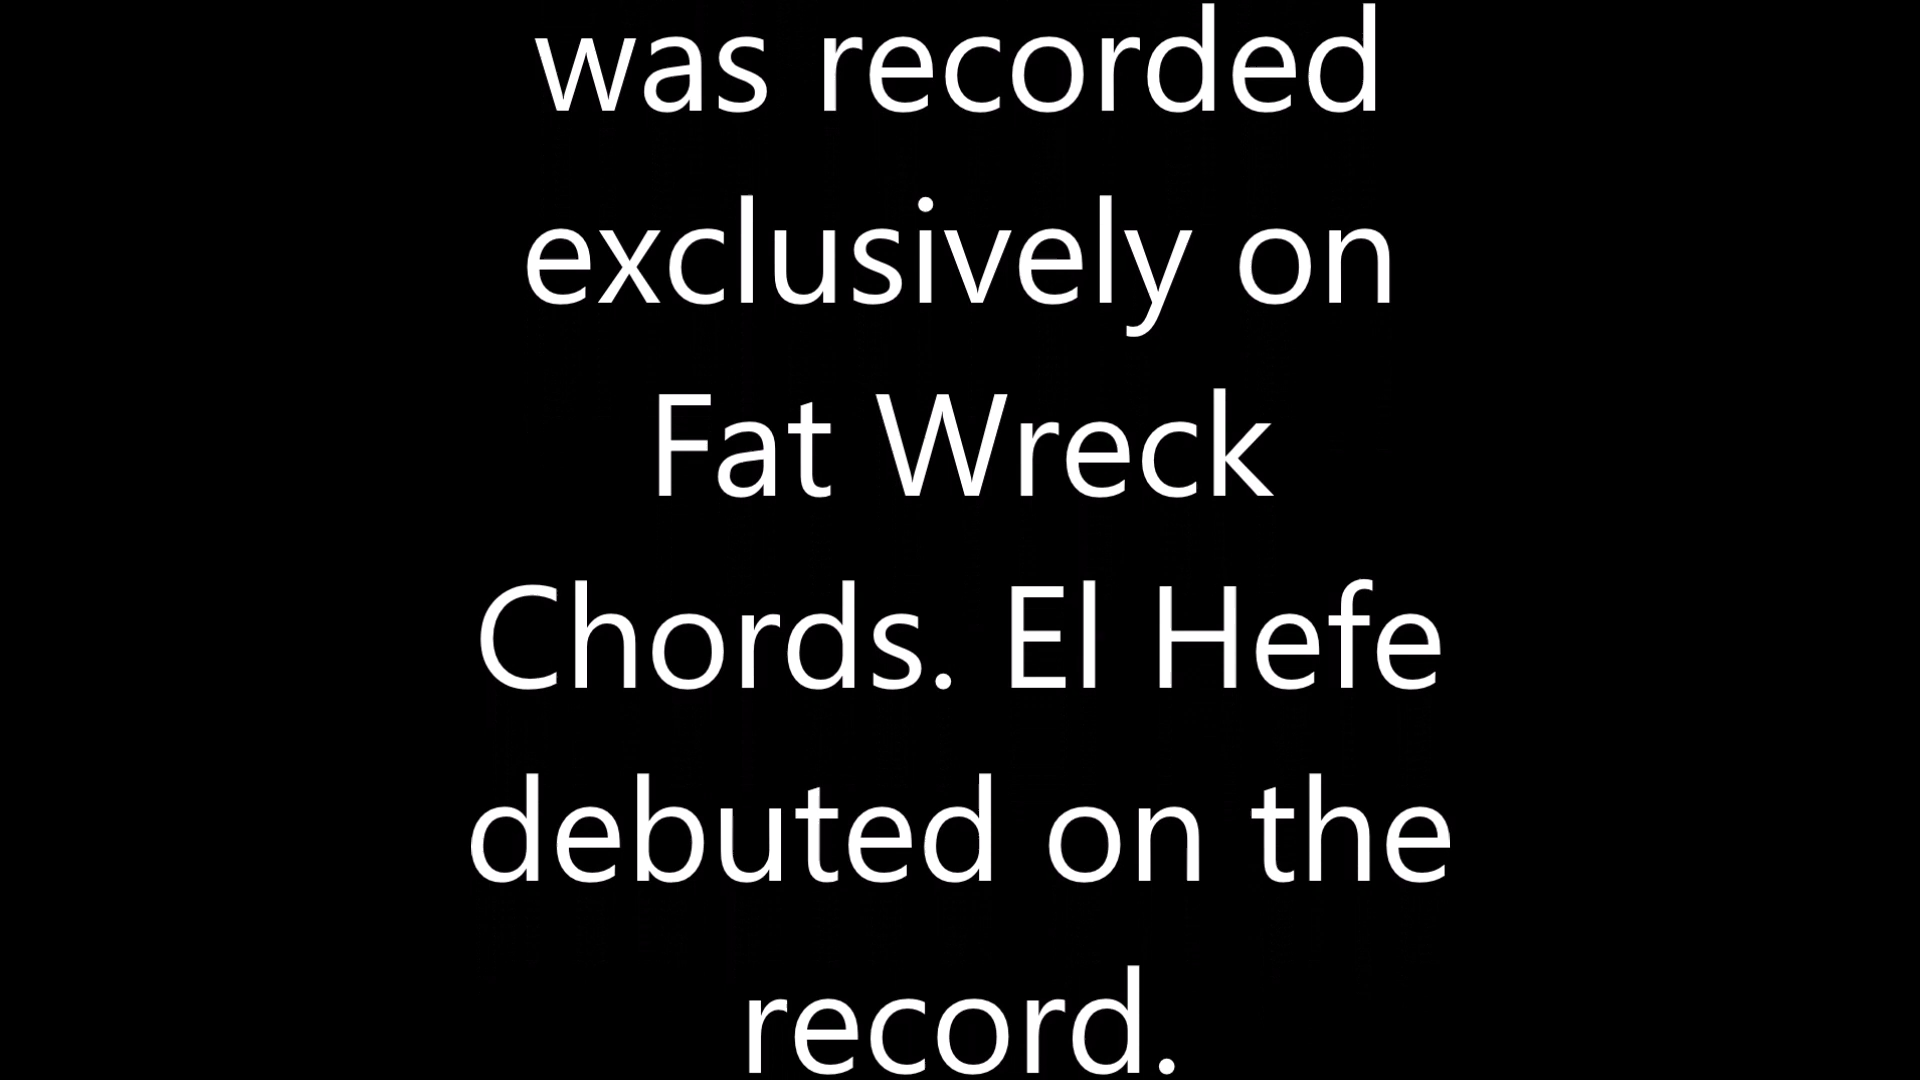 was recorded
exclusively on
Fat Wreck
Chords. El Hefe
debuted on the
record.